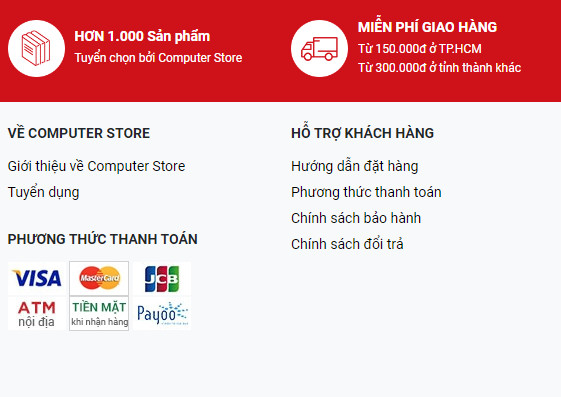 HƠN 1.000 Sản phẩm
Tuyển chọn bởi Computer Store
MIỄN PHÍ GIAO HÀNG
Từ 150.000đ ở TP.HCM
Từ 300.000đ ở tỉnh thành khác
VỀ COMPUTER STORE
Giới thiệu về Computer Store
Tuyển dụng
PHƯƠNG THỨC THANH TOÁN
VISA MasterCard JCB
ATM TIỀN MẶT Payoo
nội địa khi nhận hàng
HỖ TRỢ KHÁCH HÀNG
Hướng dẫn đặt hàng
Phương thức thanh toán
Chính sách bảo hành
Chính sách đổi trả